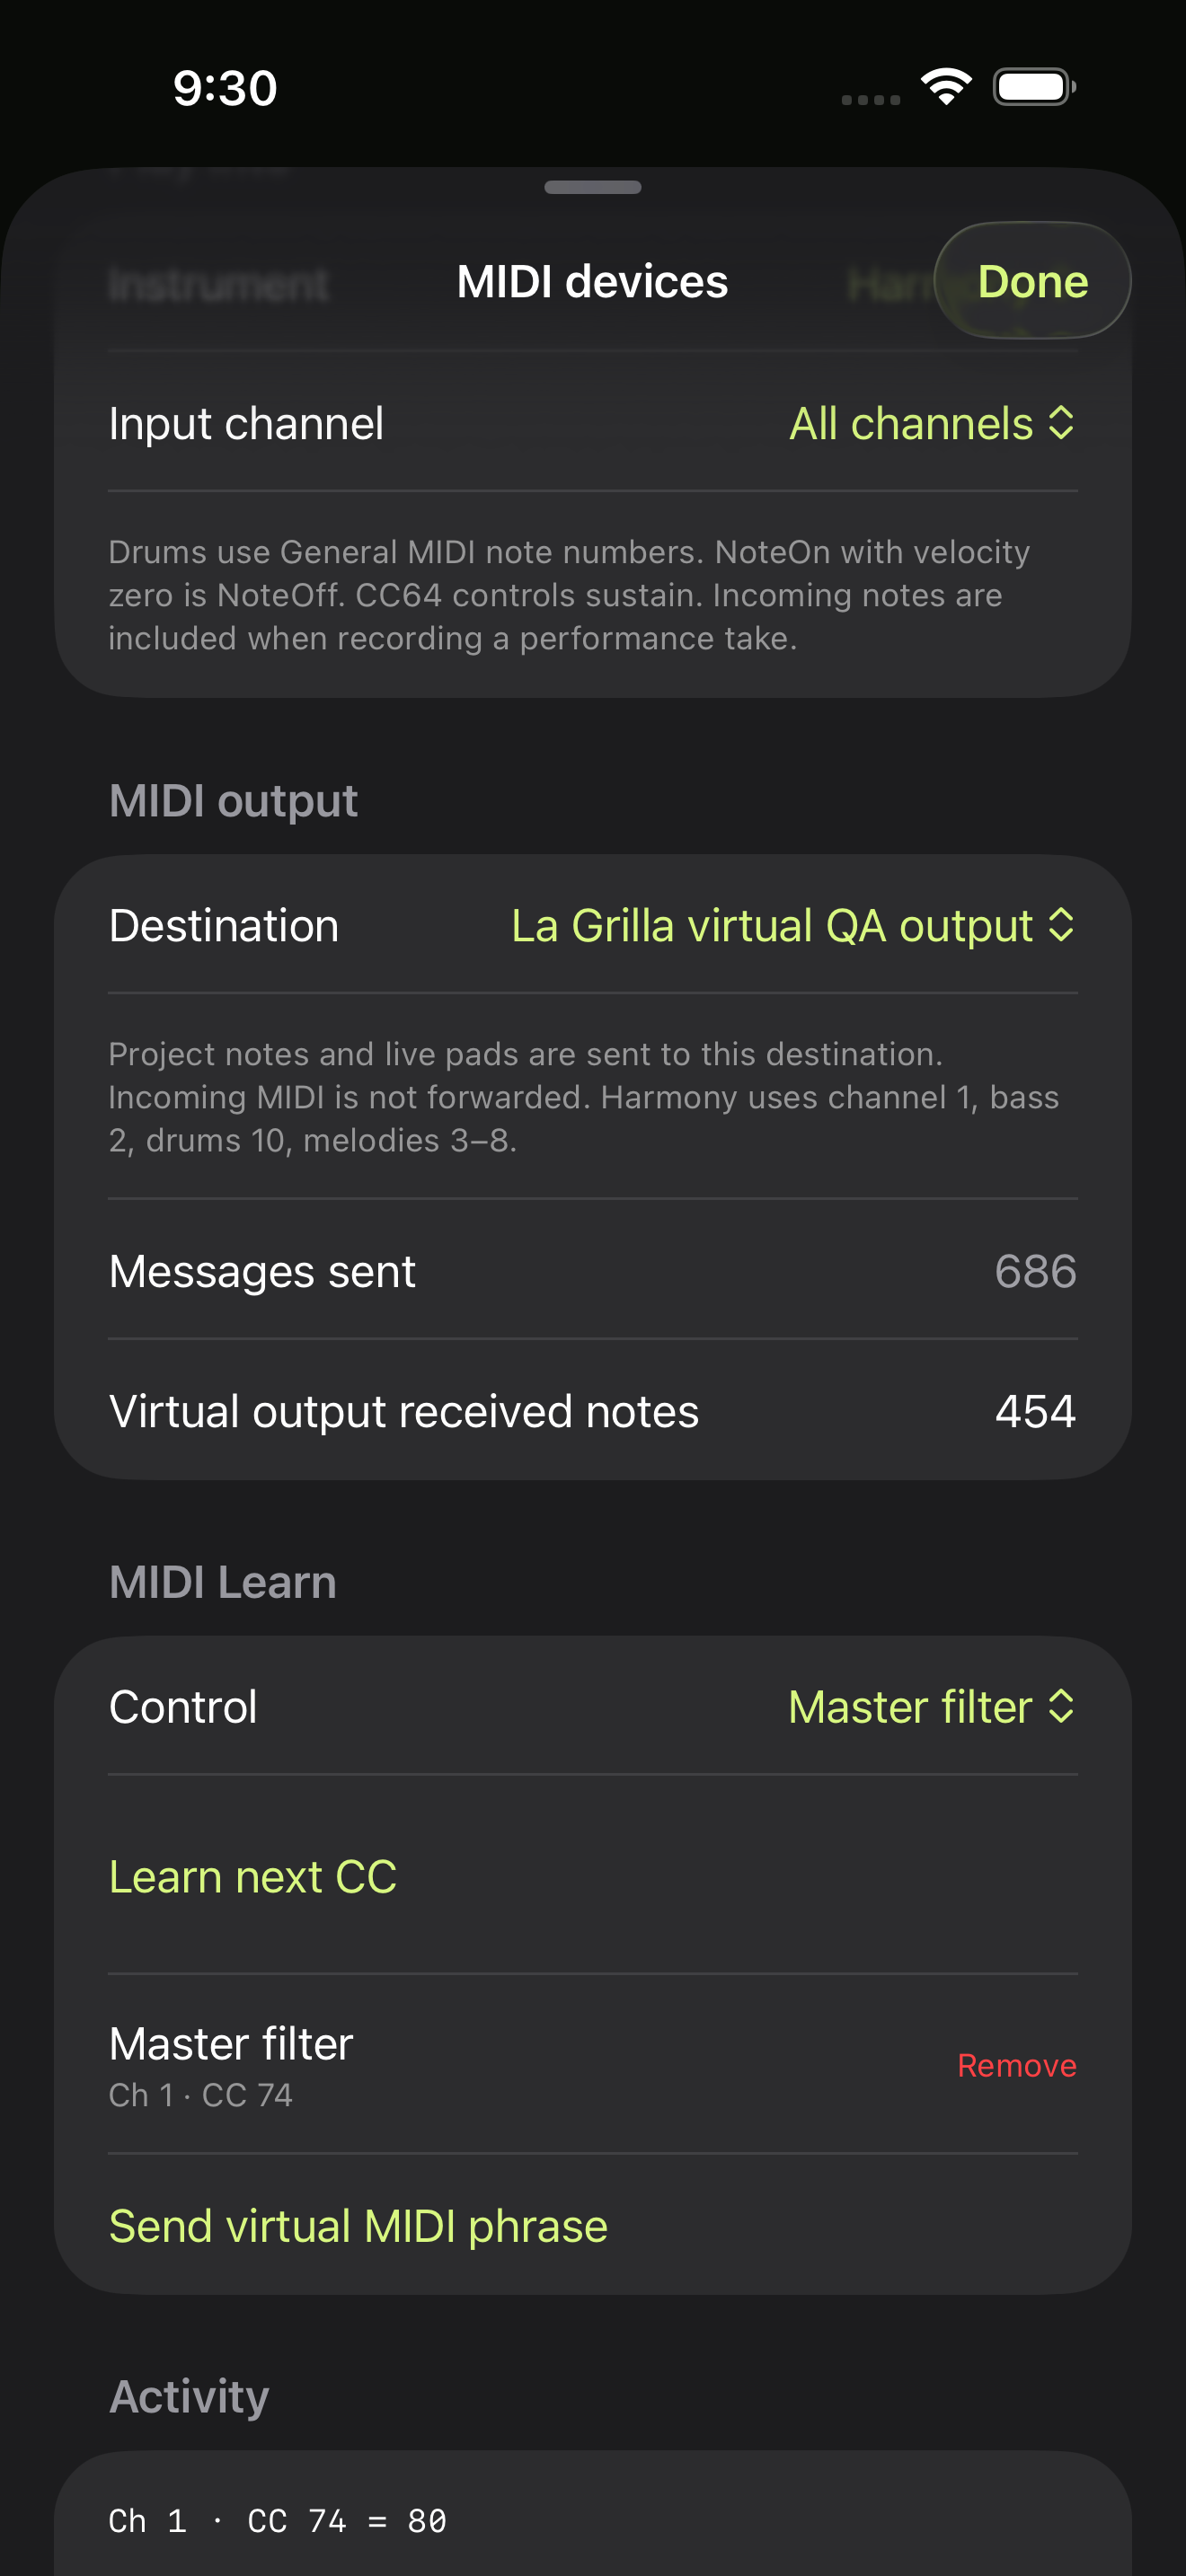 9:30
Instrument
MIDI devices
Done
Input channel
All channels
Drums use General MIDI note numbers. NoteOn with velocity
zero is NoteOff. CC64 controls sustain. Incoming notes are
included when recording a performance take.
MIDI output
Destination
La Grilla virtual QA output
Project notes and live pads are sent to this destination.
Incoming MIDI is not forwarded. Harmony uses channel 1, bass
2, drums 10, melodies 3–8.
Messages sent
686
Virtual output received notes
454
MIDI Learn
Control
Master filter
Learn next CC
Master filter
Ch 1 · CC 74
Remove
Send virtual MIDI phrase
Activity
Ch 1 · CC 74 = 80